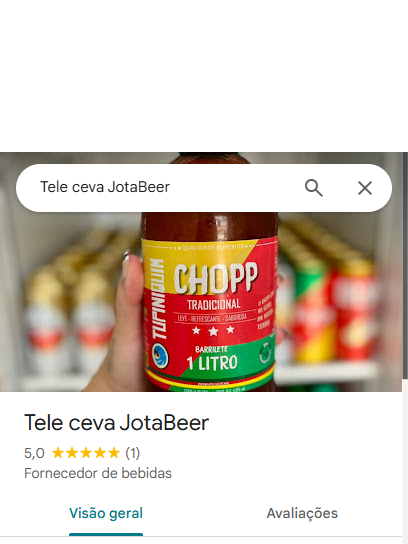 Tele ceva JotaBeer
QUALIDADE SUPERIOR
TUPINIQUIM
CHOPP
TRADICIONAL
LEVE - REFRESCANTE - SABOROSA
BARRILETE
1 LITRO
Tele ceva JotaBeer
5,0 ★★★★★ (1)
Fornecedor de bebidas
Visão geral
Avaliações